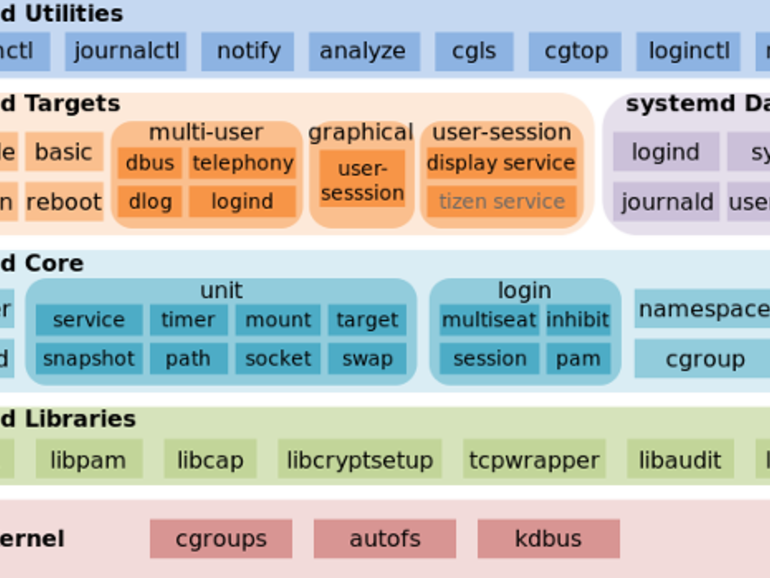 d Utilities
nctl journalctl notify analyze cgls cgtop loginctl
d Targets
systemd Da
multi-user graphical user-session
le basic dbus telephony user-sesssion display service logind sy
n reboot dlog logind tizen service journald user
d Core
unit login
er service timer mount target multiseat inhibit namespace
d snapshot path socket swap session pam cgroup
d Libraries
libpam libcap libcryptsetup tcpwrapper libaudit l
ernel cgroups autofs kdbus